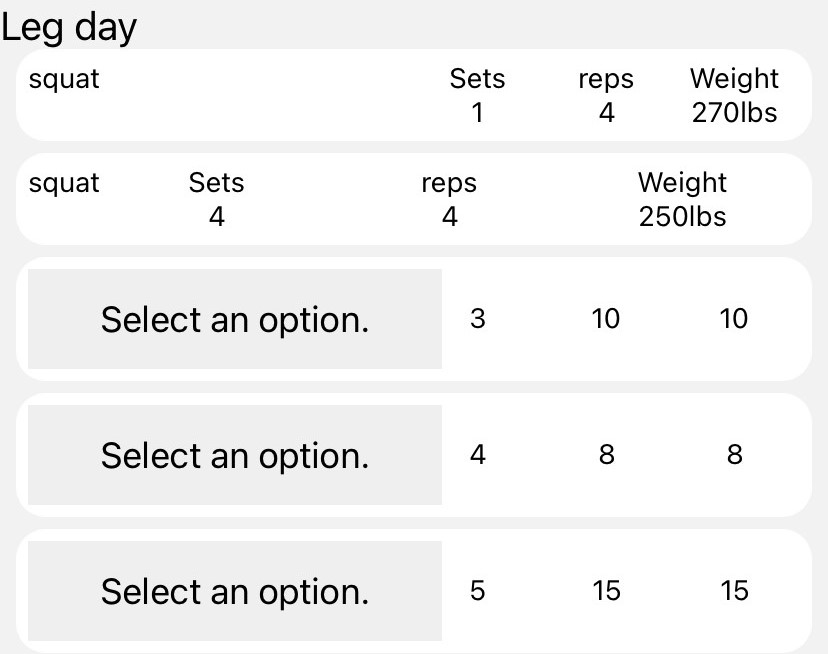 Leg day
squat Sets reps Weight
1 4 270lbs
squat Sets reps Weight
4 4 250lbs
Select an option. 3 10 10
Select an option. 4 8 8
Select an option. 5 15 15